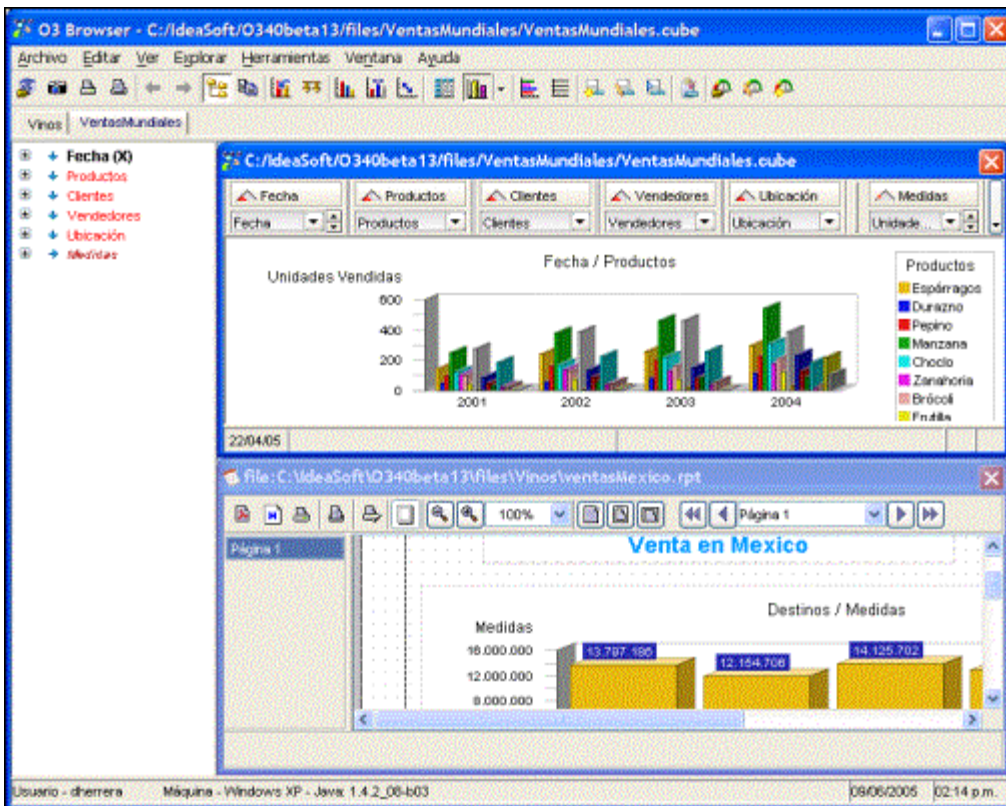 O3 Browser - C:/IdeaSoft/O340beta13/files/VentasMundiales/VentasMundiales.cube
Archivo Editar Ver Explorar Herramientas Ventana Ayuda
Vinos VentasMundiales
Fecha (X)
Productos
Clientes
Vendedores
Ubicación
Medidas
C:/IdeaSoft/O340beta13/files/VentasMundiales/VentasMundiales.cube
Fecha Productos Clientes Vendedores Ubicación Medidas
Fecha Productos Clientes Vendedores Ubicación Unidade...
Fecha / Productos
Unidades Vendidas
600
400
200
0
2001 2002 2003 2004
Productos
Espárragos
Durazno
Pepino
Manzana
Choclo
Zanahoria
Brócoli
Frutilla
22/04/05
file:C:\IdeaSoft\O340beta13\files\Vinos\ventasMexico.rpt
100% Página 1
Página 1
Venta en Mexico
Destinos / Medidas
Medidas
16.000.000
12.000.000
8.000.000
13.797.186
12.154.706
14.125.702
Usuario - dherrera Máquina - Windows XP - Java: 1.4.2_08-b03 09/06/2005 02:14 p.m.